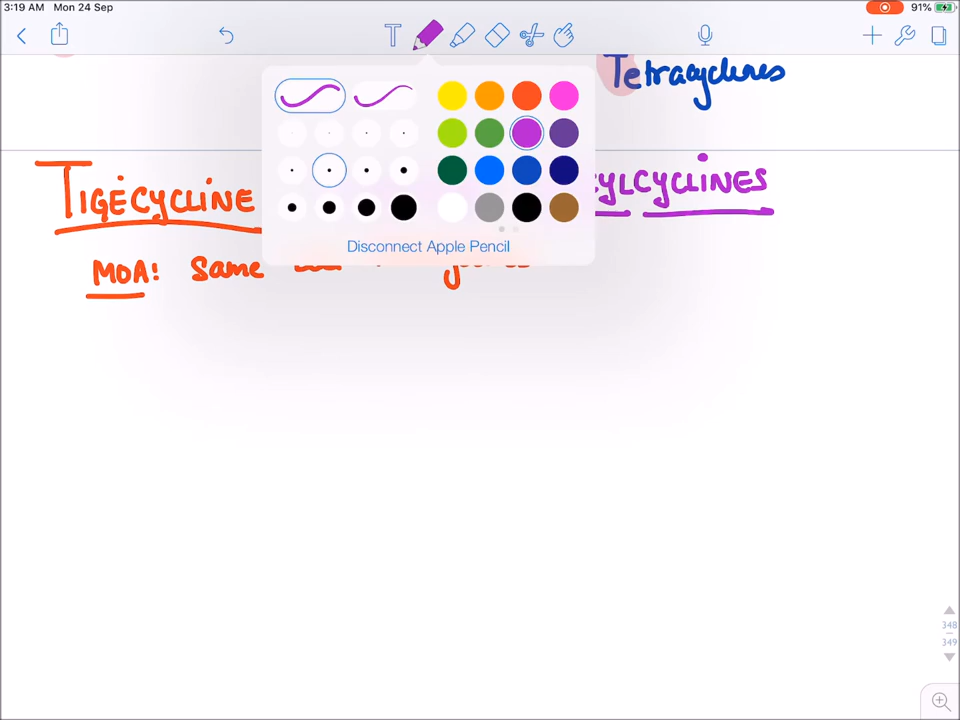 3:19 AM Mon 24 Sep 91%
T
Tetracyclines
TIGECYCLINE CYLCYCLINES
MOA: Same
Disconnect Apple Pencil
348
349